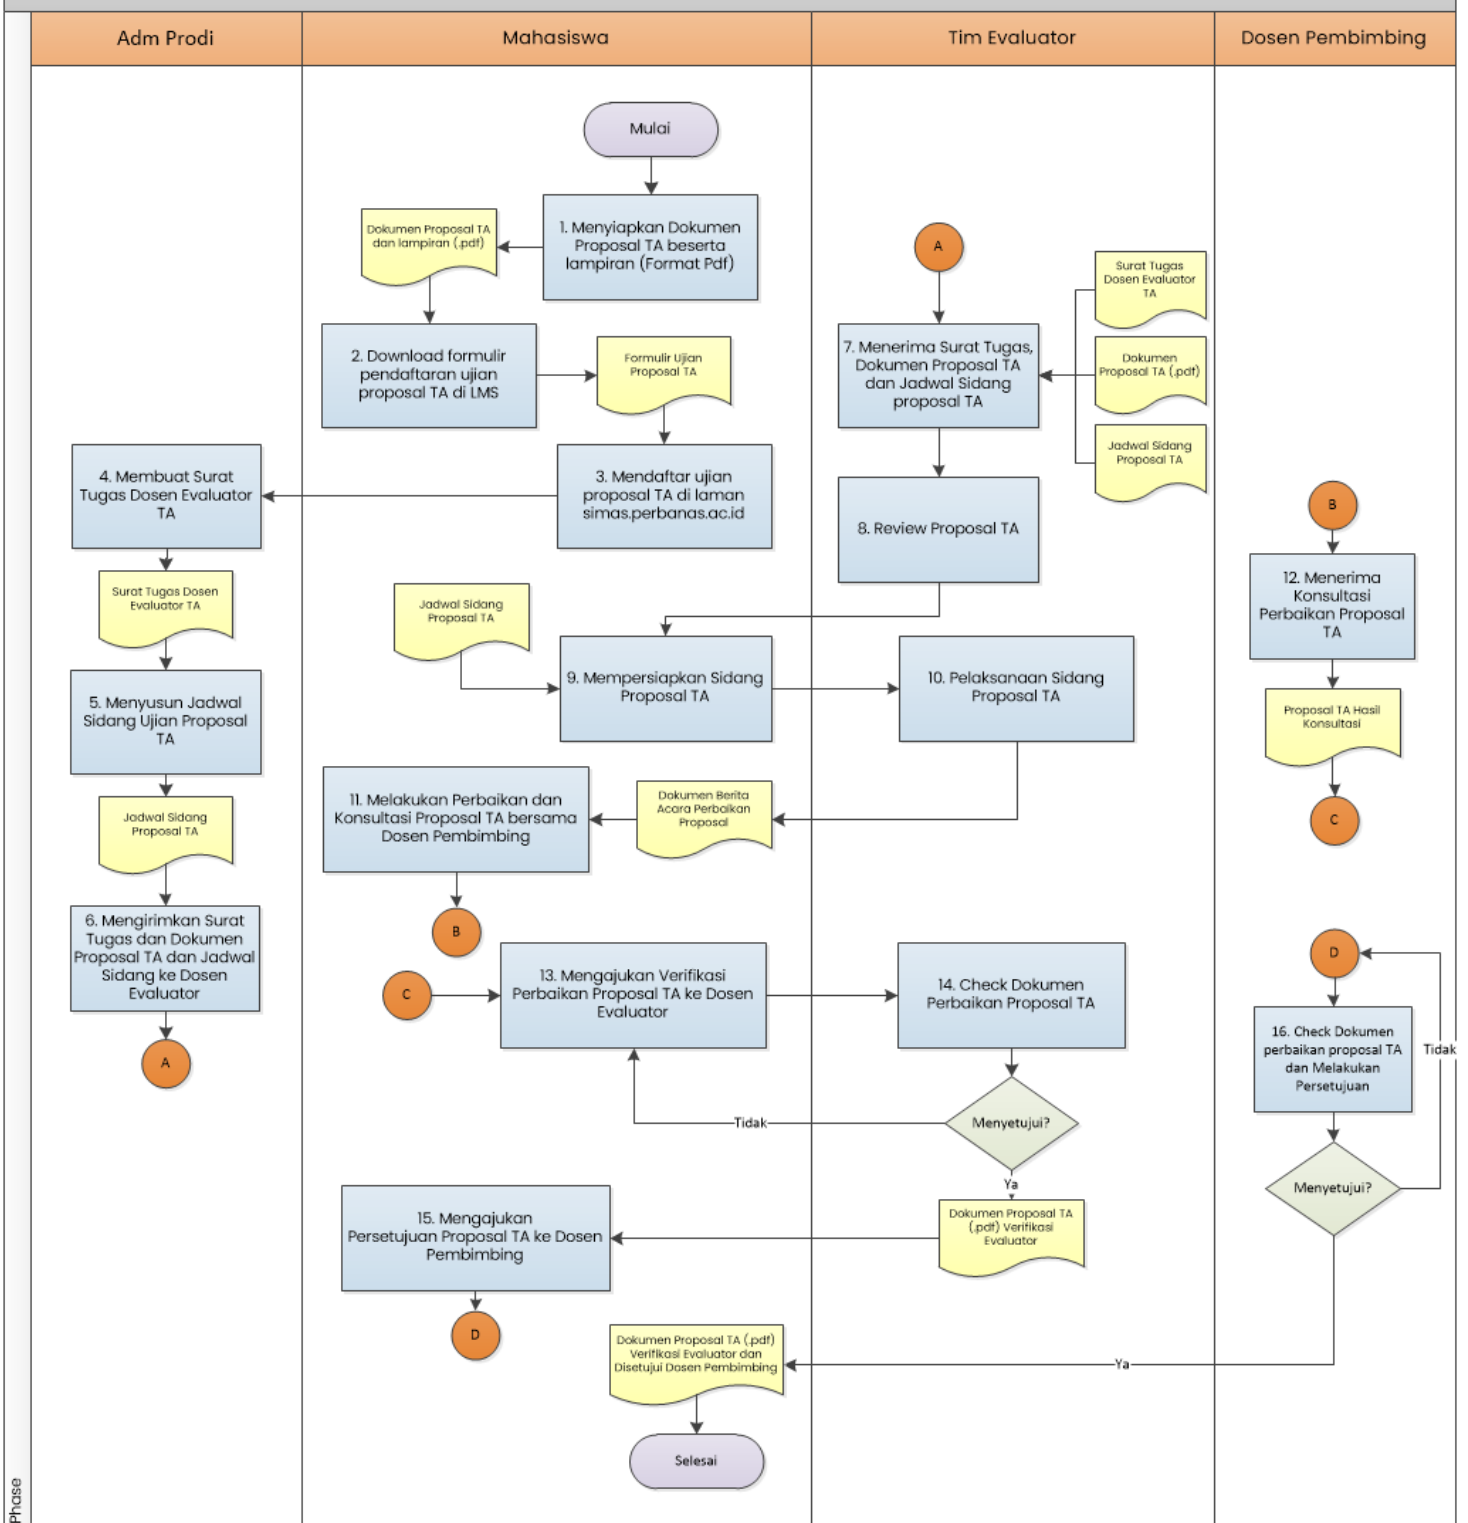 Adm Prodi
Mahasiswa
Tim Evaluator
Dosen Pembimbing
Mulai
1. Menyiapkan Dokumen
Proposal TA beserta
lampiran (Format Pdf)
Dokumen Proposal TA
dan lampiran (.pdf)
2. Download formulir
pendaftaran ujian
proposal TA di LMS
Formulir Ujian
Proposal TA
3. Mendaftar ujian
proposal TA di laman
simas.perbanas.ac.id
4. Membuat Surat
Tugas Dosen Evaluator
TA
Surat Tugas Dosen
Evaluator TA
5. Menyusun Jadwal
Sidang Ujian Proposal
TA
Jadwal Sidang
Proposal TA
6. Mengirimkan Surat
Tugas dan Dokumen
Proposal TA dan Jadwal
Sidang ke Dosen
Evaluator
A
A
Surat Tugas
Dosen Evaluator
TA
Dokumen
Proposal TA (.pdf)
Jadwal Sidang
Proposal TA
7. Menerima Surat Tugas,
Dokumen Proposal TA
dan Jadwal Sidang
proposal TA
8. Review Proposal TA
Jadwal Sidang
Proposal TA
9. Mempersiapkan Sidang
Proposal TA
10. Pelaksanaan Sidang
Proposal TA
Dokumen Berita
Acara Perbaikan
Proposal
11. Melakukan Perbaikan dan
Konsultasi Proposal TA bersama
Dosen Pembimbing
B
B
12. Menerima
Konsultasi
Perbaikan Proposal
TA
Proposal TA Hasil
Konsultasi
C
C
13. Mengajukan Verifikasi
Perbaikan Proposal TA ke Dosen
Evaluator
14. Check Dokumen
Perbaikan Proposal TA
Menyetujui?
Tidak
Ya
Dokumen Proposal TA
(.pdf) Verifikasi
Evaluator
15. Mengajukan
Persetujuan Proposal TA ke Dosen
Pembimbing
D
D
16. Check Dokumen
perbaikan proposal TA
dan Melakukan
Persetujuan
Tidak
Menyetujui?
Ya
Dokumen Proposal TA (.pdf)
Verifikasi Evaluator dan
Disetujui Dosen Pembimbing
Selesai
Phase